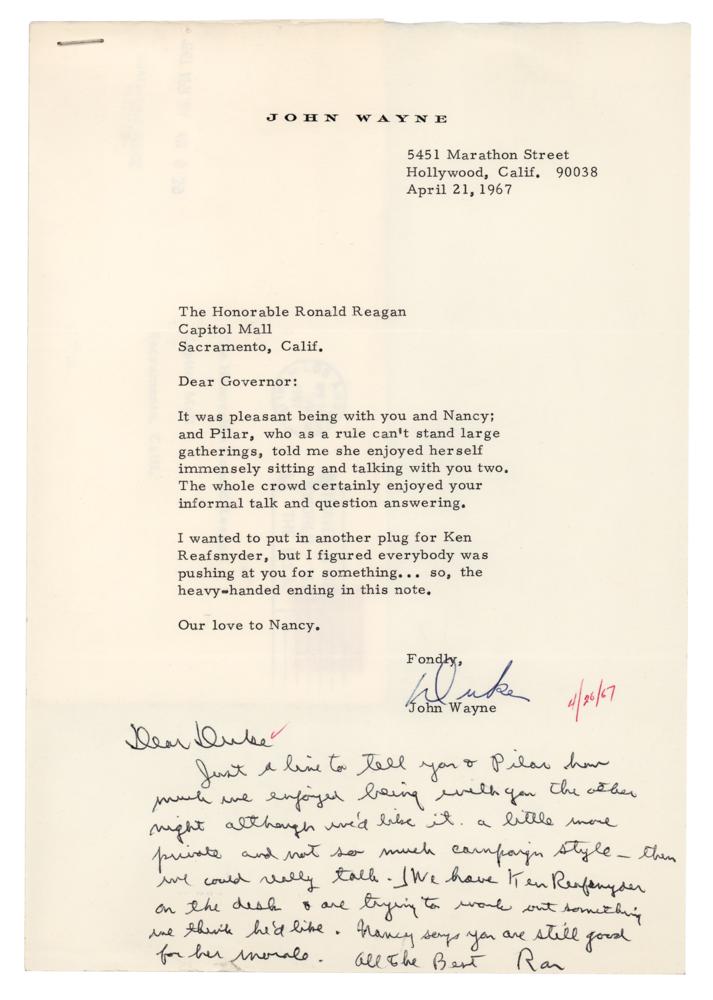 JOHN WAYNE
5451 Marathon Street
Hollywood, Calif. 90038
April 21, 1967
The Honorable Ronald Reagan
Capitol Mall
Sacramento, Calif.
Dear Governor:
It was pleasant being with you and Nancy;
and Pilar, who as a rule can't stand large
gatherings, told me she enjoyed herself
immensely sitting and talking with you two.
The whole crowd certainly enjoyed your
informal talk and question answering.
I wanted to put in another plug for Ken
Reafsnyder, but I figured everybody was
pushing at you for something... so, the
heavy-handed ending in this note.
Our love to Nancy.
Fondly,
Duke
John Wayne
4/26/67
Dear Duke
Just a line to tell you & Pilar how
much we enjoyed being with you the other
night although we'd like it a little more
private and not so much campaign style – then
we could really talk. We have Ken Reafsnyder
on the desk & are trying to work out something
we think he'd like. Nancy says you are still good
for her morale. All the Best Ron